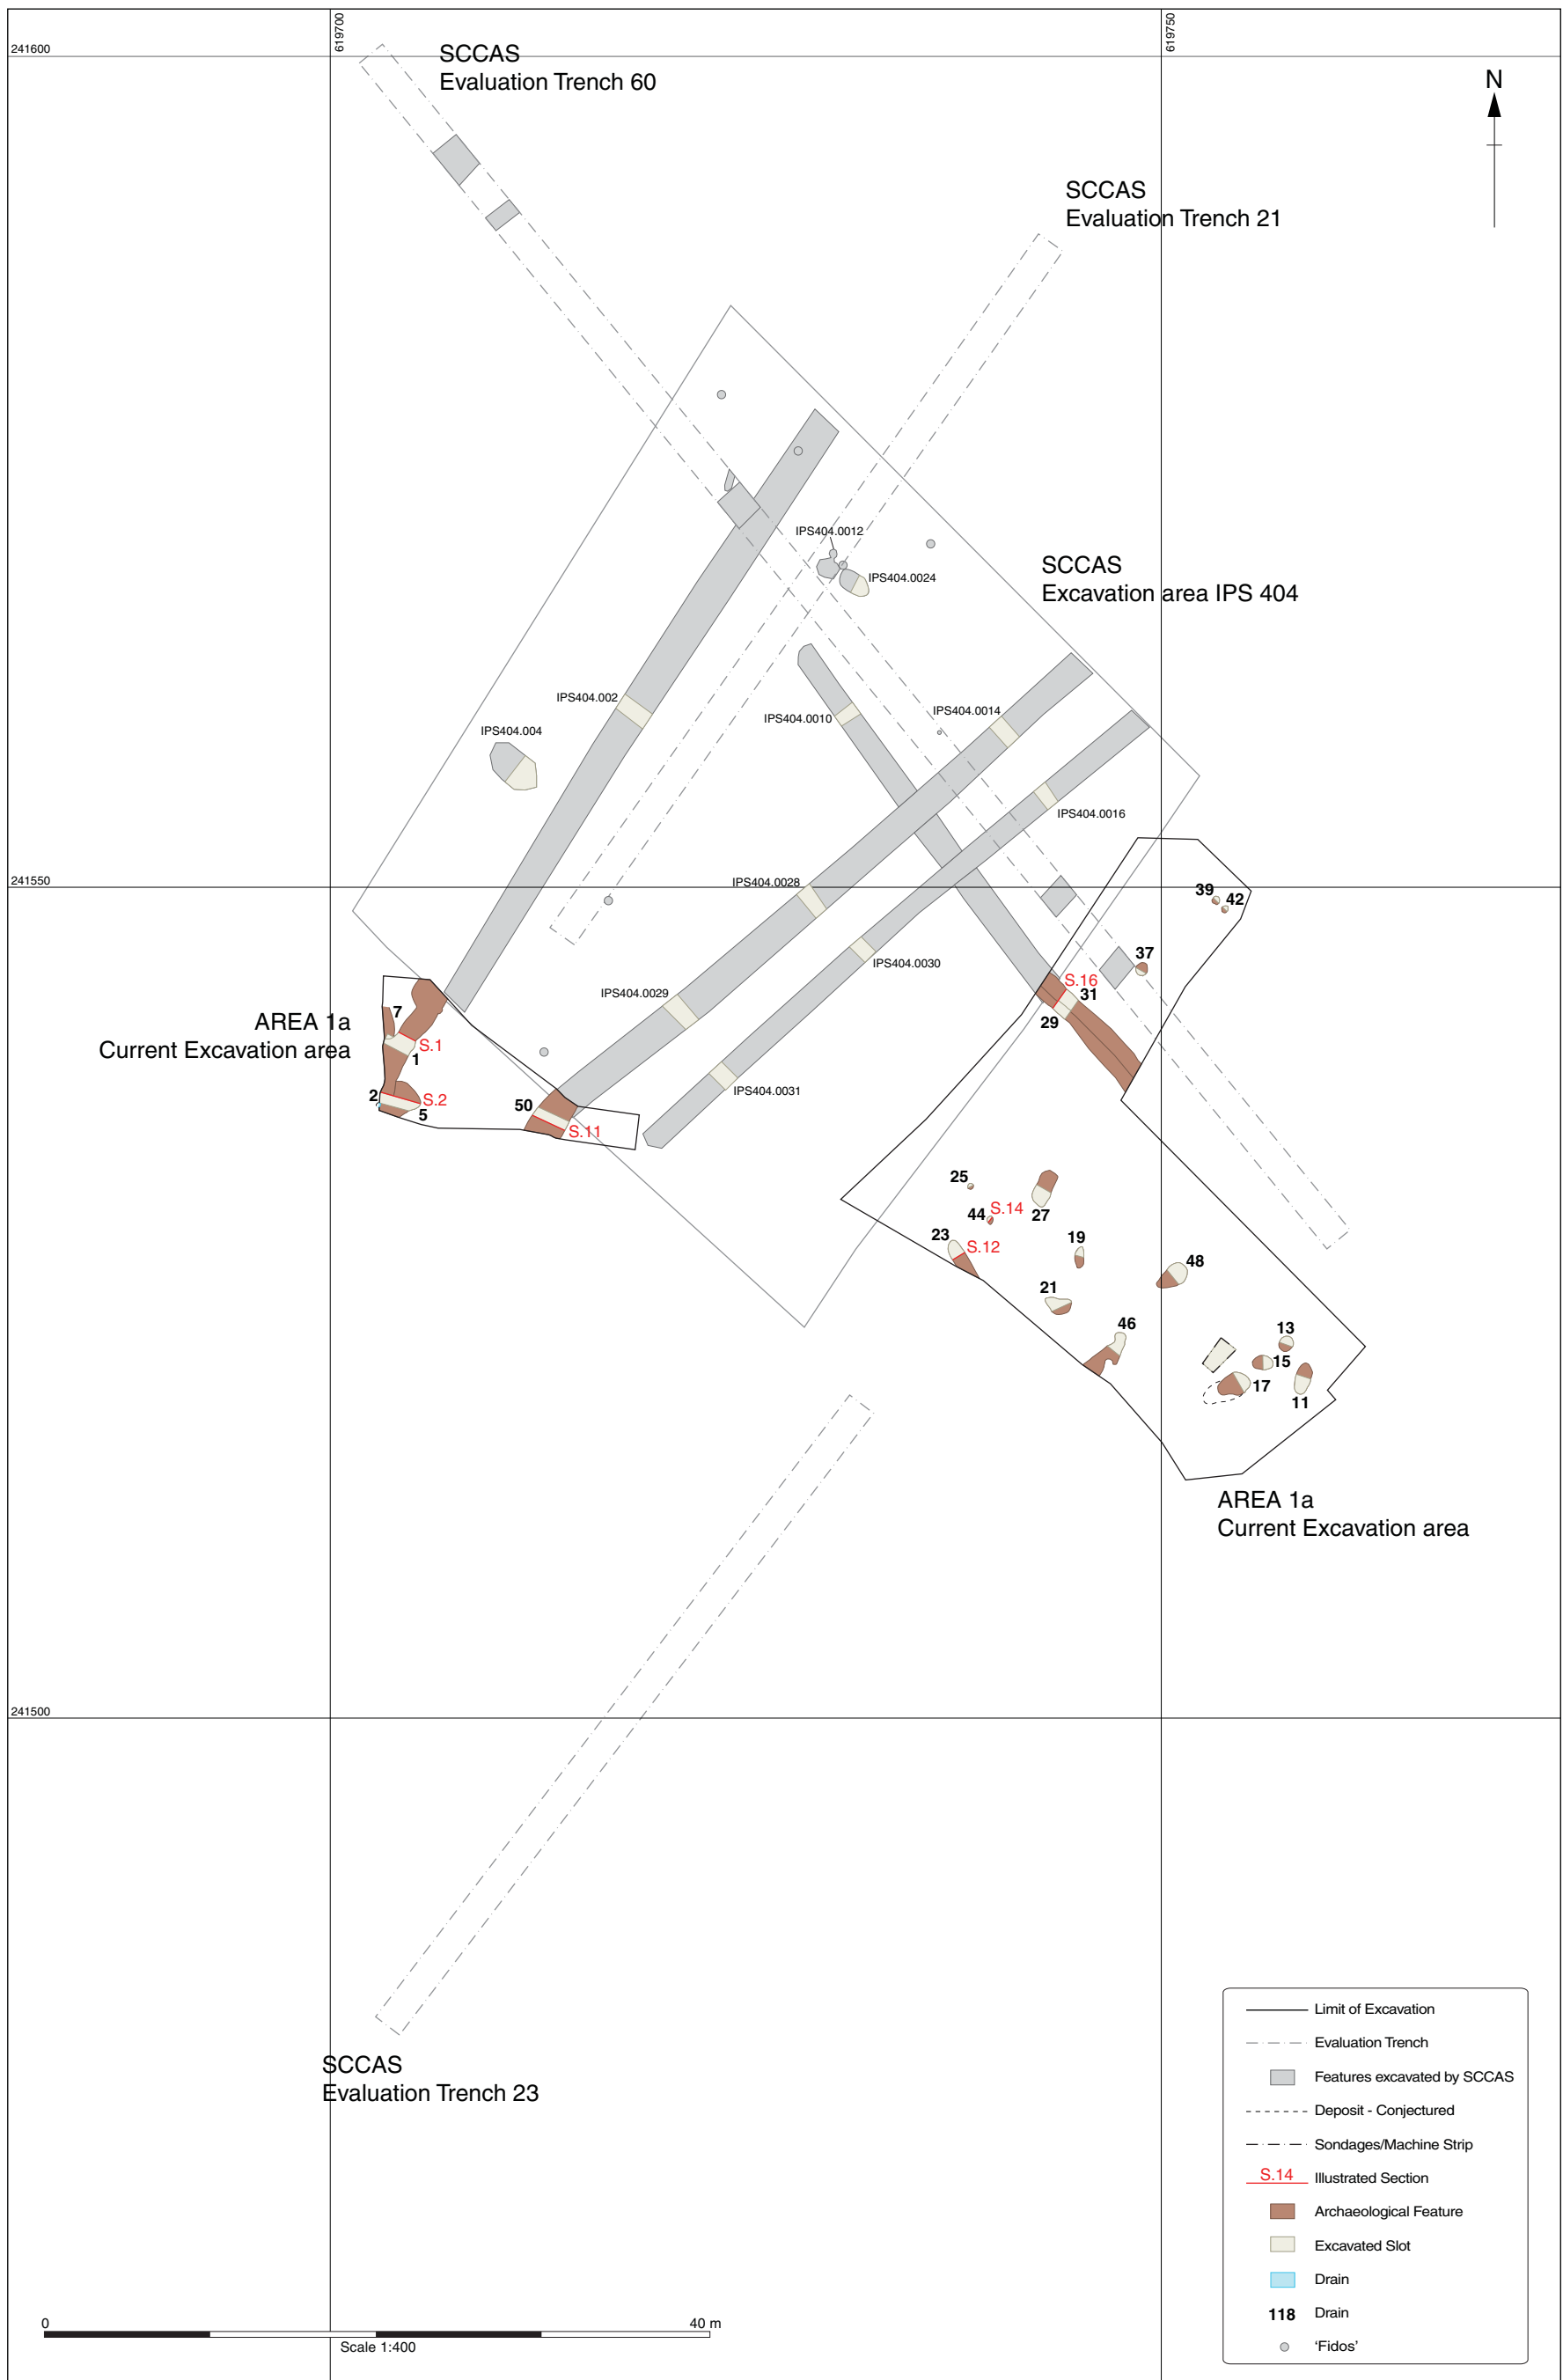 619700
619750
241600
SCCAS
Evaluation Trench 60
N
SCCAS
Evaluation Trench 21
IPS404.0012
IPS404.0024
SCCAS
Excavation area IPS 404
IPS404.002
IPS404.0010
IPS404.0014
IPS404.004
IPS404.0016
241550
IPS404.0028
39
42
37
IPS404.0030
S.16
31
29
IPS404.0029
AREA 1a
Current Excavation area
7
S.1
1
2
S.2
5
50
S.11
IPS404.0031
25
44
S.14
27
23
S.12
19
48
21
46
13
15
17
11
AREA 1a
Current Excavation area
241500
SCCAS
Evaluation Trench 23
Limit of Excavation
Evaluation Trench
Features excavated by SCCAS
Deposit - Conjectured
Sondages/Machine Strip
S.14 Illustrated Section
Archaeological Feature
Excavated Slot
Drain
118 Drain
'Fidos'
0
40 m
Scale 1:400